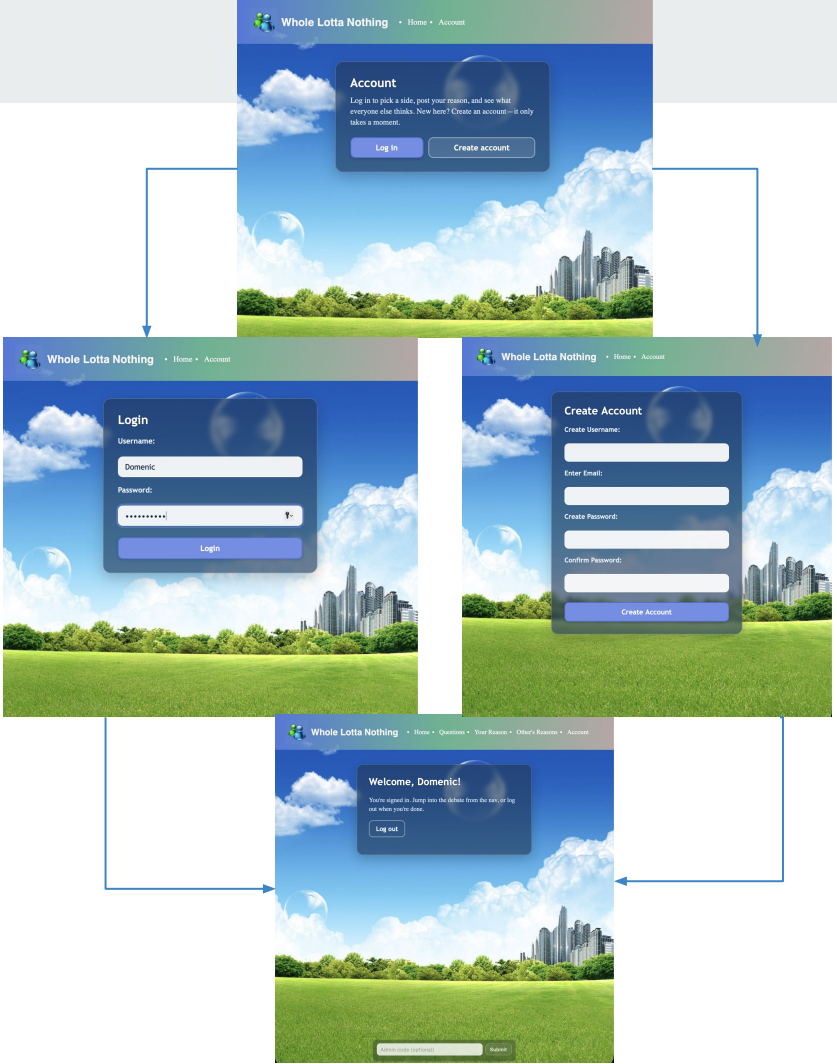 Whole Lotta Nothing • Home • Account
Account
Log in to pick a side, post your reason, and see what
everyone else thinks. New here? Create an account—it only
takes a moment.
Log in Create account
Whole Lotta Nothing • Home • Account
Login
Username:
Domenic
Password:
••••••••••
Login
Whole Lotta Nothing • Home • Account
Create Account
Create Username:
Enter Email:
Create Password:
Confirm Password:
Create Account
Whole Lotta Nothing • Home • Questions • Your Reason • Other's Reasons • Account
Welcome, Domenic!
You're signed in. Jump into the debate from the nav, or log
out when you're done.
Log out
Admin code (optional) Submit